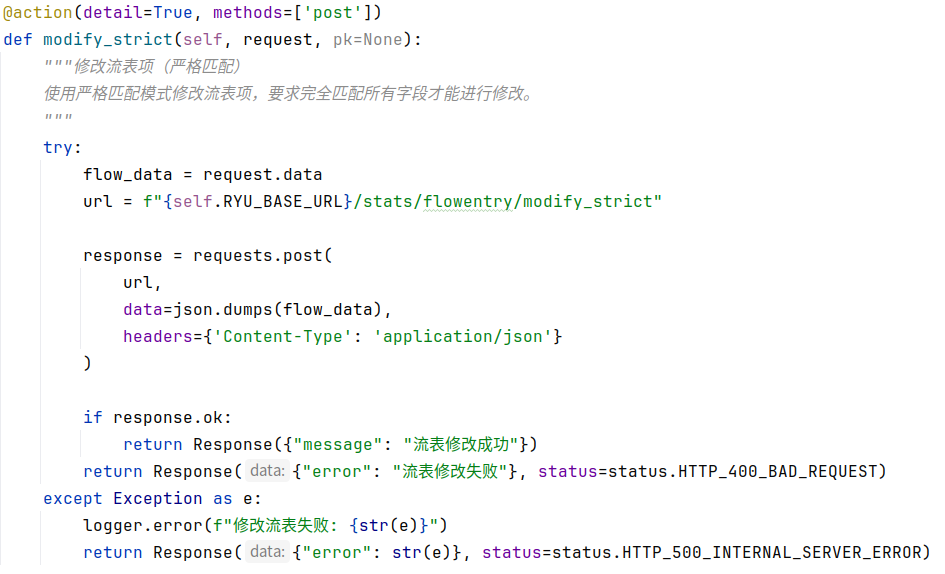 @action(detail=True, methods=['post'])
def modify_strict(self, request, pk=None):
    """修改流表项（严格匹配）
    使用严格匹配模式修改流表项，要求完全匹配所有字段才能进行修改。
    """
    try:
        flow_data = request.data
        url = f"{self.RYU_BASE_URL}/stats/flowentry/modify_strict"

        response = requests.post(
            url,
            data=json.dumps(flow_data),
            headers={'Content-Type': 'application/json'}
        )

        if response.ok:
            return Response({"message": "流表修改成功"})
        return Response( data: {"error": "流表修改失败"}, status=status.HTTP_400_BAD_REQUEST)
    except Exception as e:
        logger.error(f"修改流表失败: {str(e)}")
        return Response( data: {"error": str(e)}, status=status.HTTP_500_INTERNAL_SERVER_ERROR)